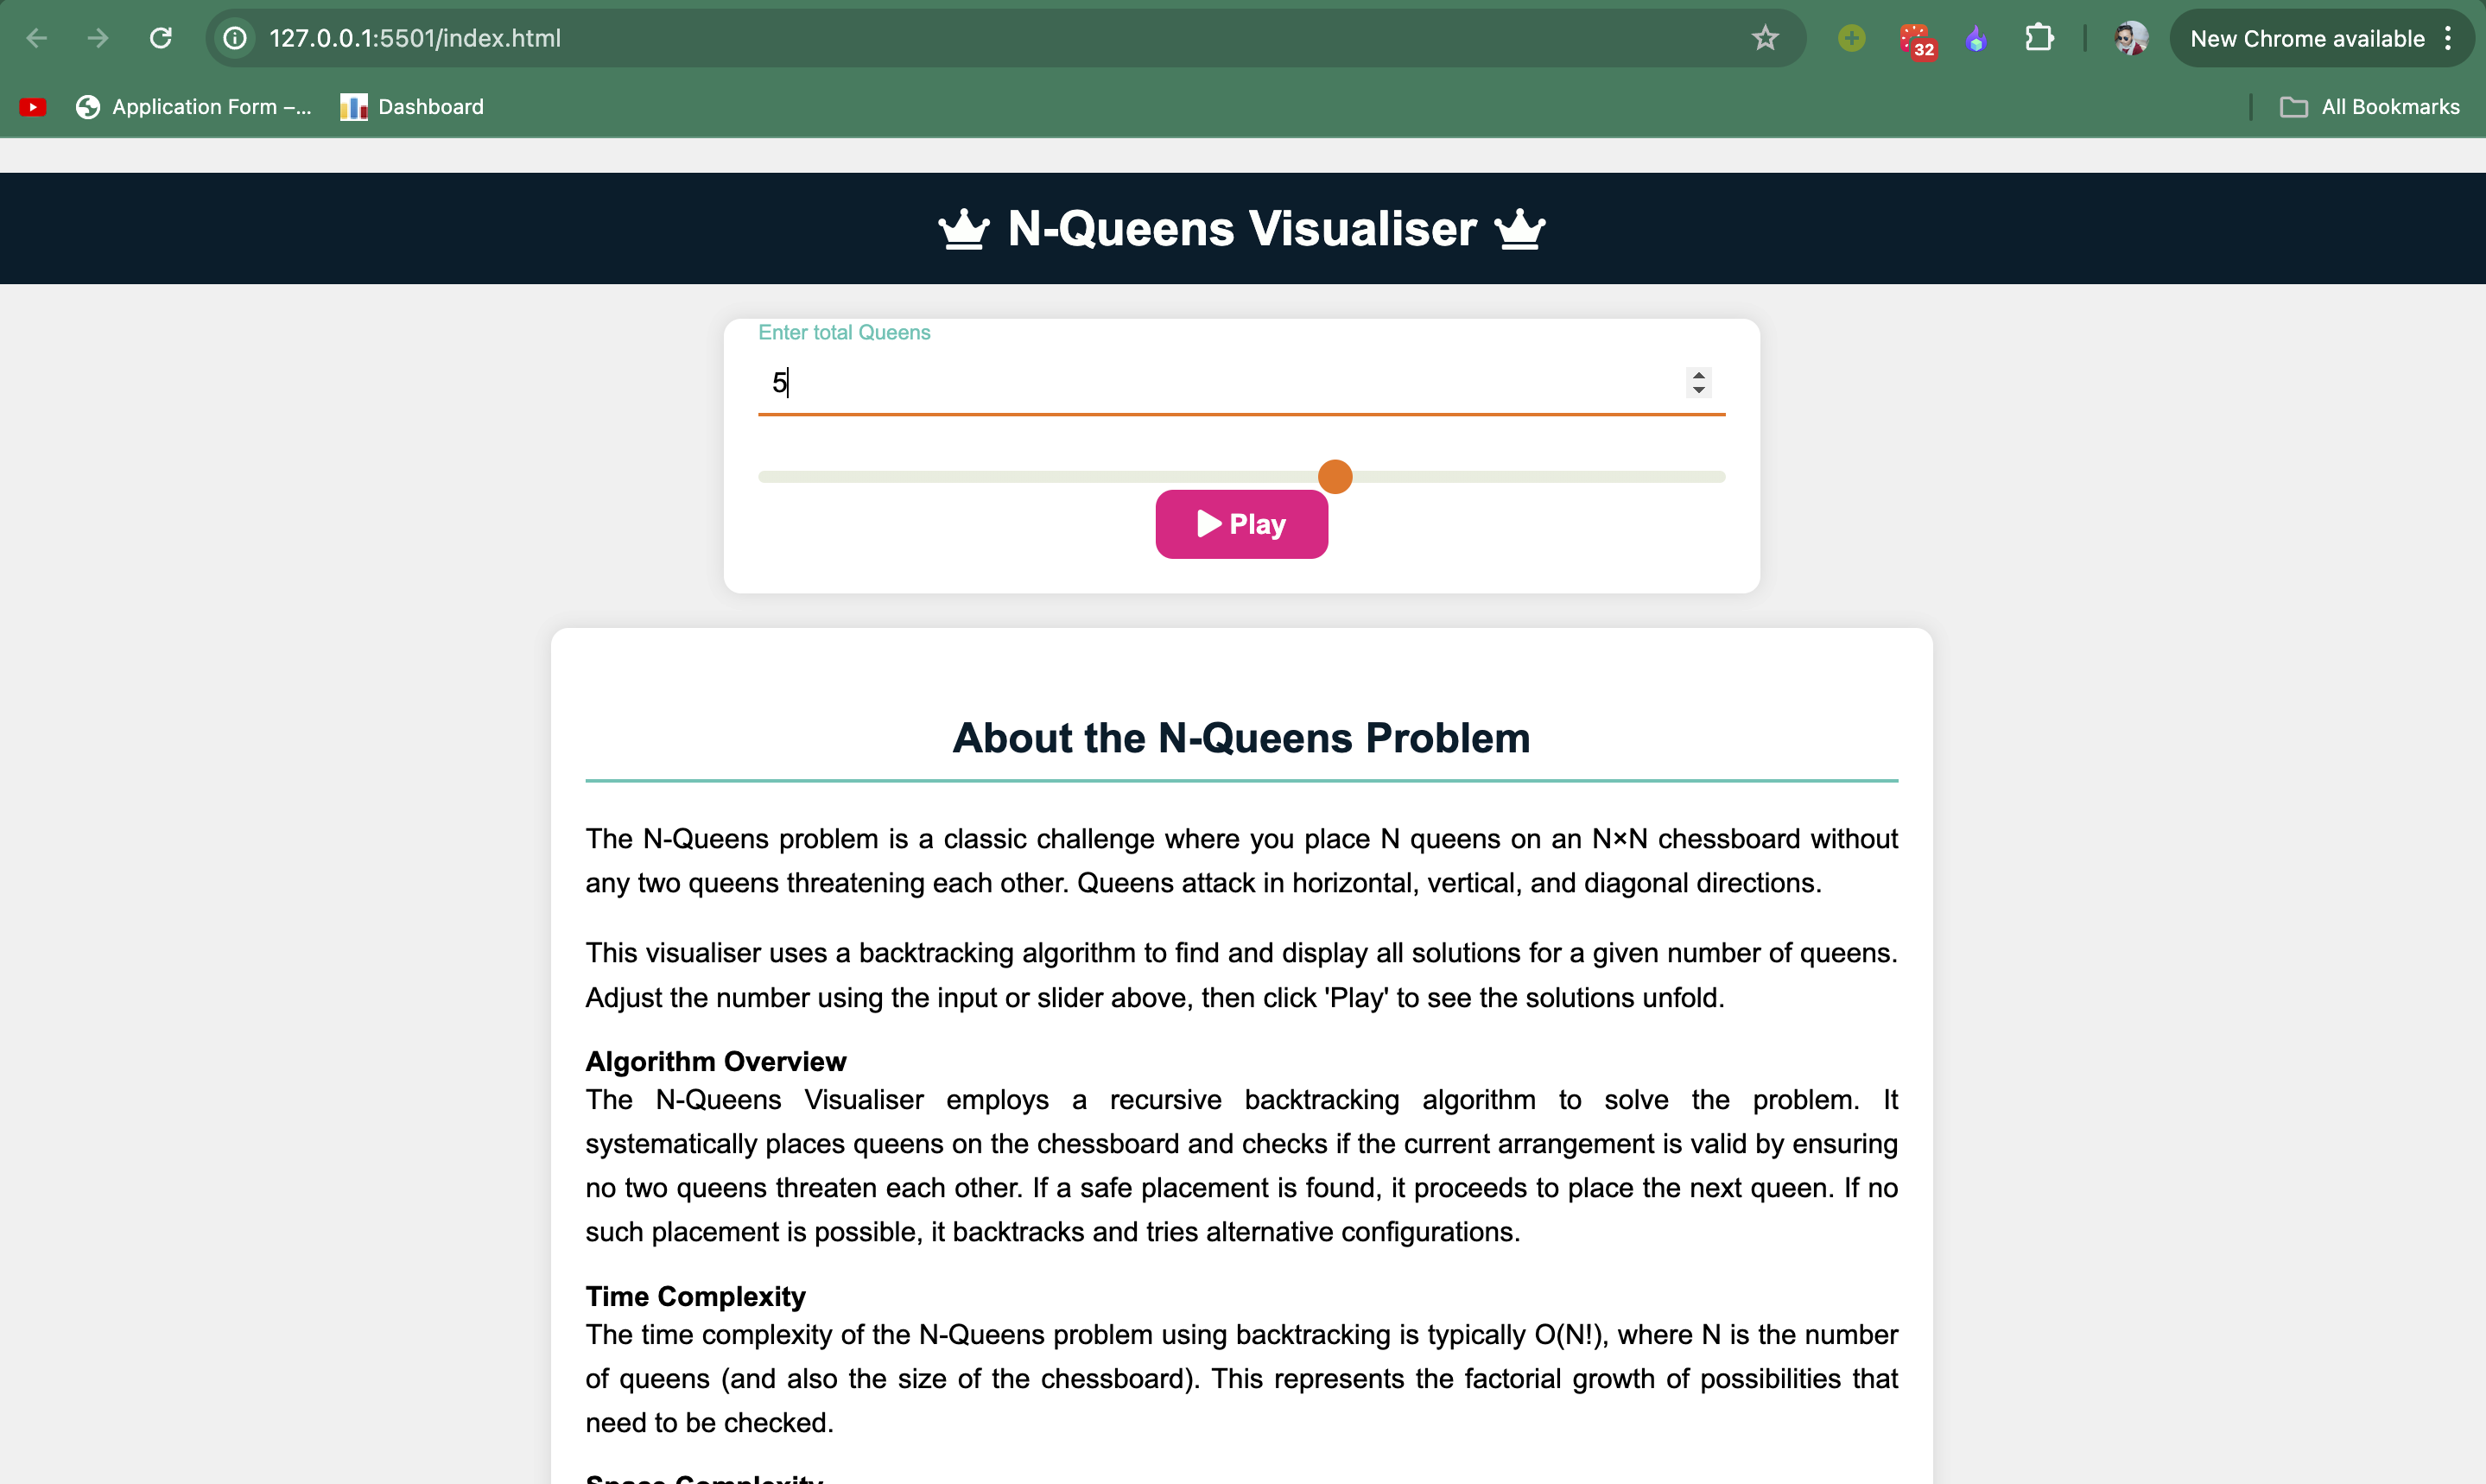 127.0.0.1:5501/index.html
32
New Chrome available
Application Form –...
Dashboard
All Bookmarks
N-Queens Visualiser
Enter total Queens
5
Play
About the N-Queens Problem
The N-Queens problem is a classic challenge where you place N queens on an N×N chessboard without
any two queens threatening each other. Queens attack in horizontal, vertical, and diagonal directions.
This visualiser uses a backtracking algorithm to find and display all solutions for a given number of queens.
Adjust the number using the input or slider above, then click 'Play' to see the solutions unfold.
Algorithm Overview
The N-Queens Visualiser employs a recursive backtracking algorithm to solve the problem. It
systematically places queens on the chessboard and checks if the current arrangement is valid by ensuring
no two queens threaten each other. If a safe placement is found, it proceeds to place the next queen. If no
such placement is possible, it backtracks and tries alternative configurations.
Time Complexity
The time complexity of the N-Queens problem using backtracking is typically O(N!), where N is the number
of queens (and also the size of the chessboard). This represents the factorial growth of possibilities that
need to be checked.
Space Complexity